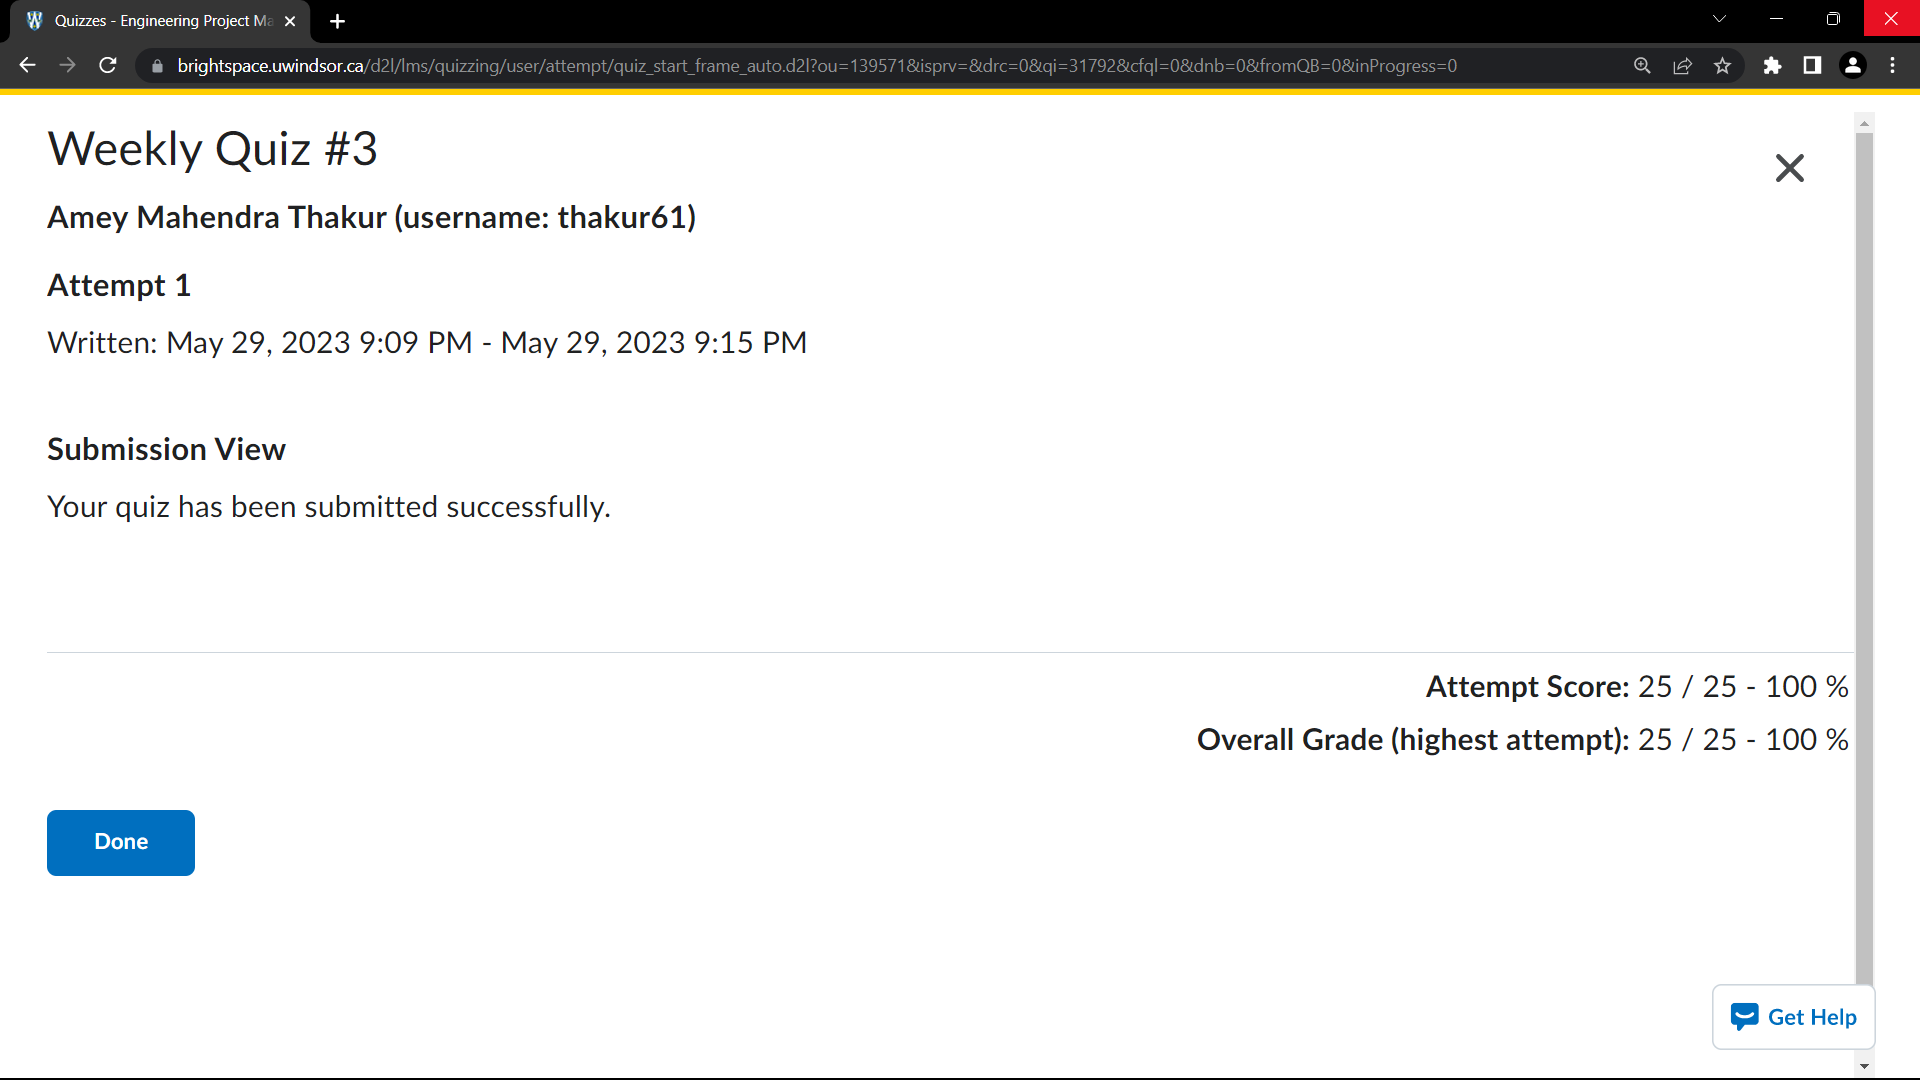 Quizzes - Engineering Project Ma
brightspace.uwindsor.ca/d2l/lms/quizzing/user/attempt/quiz_start_frame_auto.d2l?ou=139571&isprv=&drc=0&qi=31792&cfql=0&dnb=0&fromQB=0&inProgress=0
Weekly Quiz #3
Amey Mahendra Thakur (username: thakur61)
Attempt 1
Written: May 29, 2023 9:09 PM - May 29, 2023 9:15 PM
Submission View
Your quiz has been submitted successfully.
Attempt Score: 25 / 25 - 100 %
Overall Grade (highest attempt): 25 / 25 - 100 %
Done
Get Help